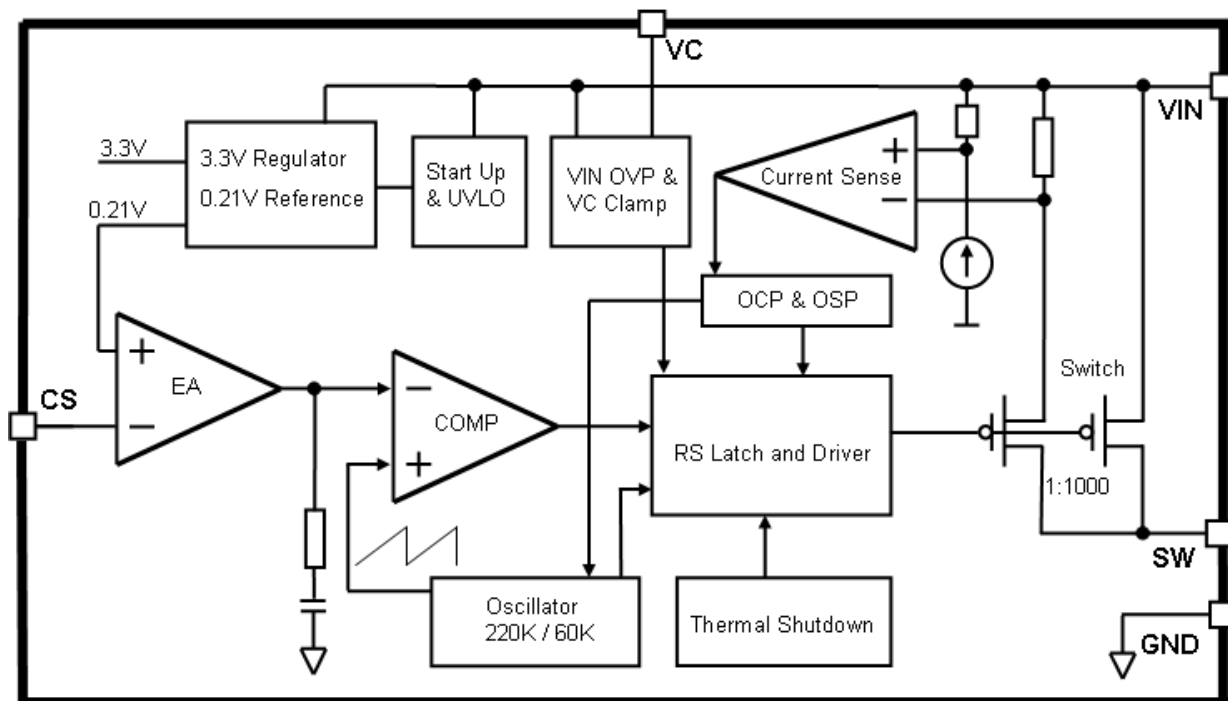 VC
VIN
3.3V
3.3V Regulator
0.21V Reference
0.21V
Start Up
& UVLO
VIN OVP &
VC Clamp
+
Current Sense
−
OCP & OSP
CS
+
EA
−
−
COMP
+
RS Latch and Driver
Switch
1:1000
SW
Oscillator
220K / 60K
Thermal Shutdown
GND